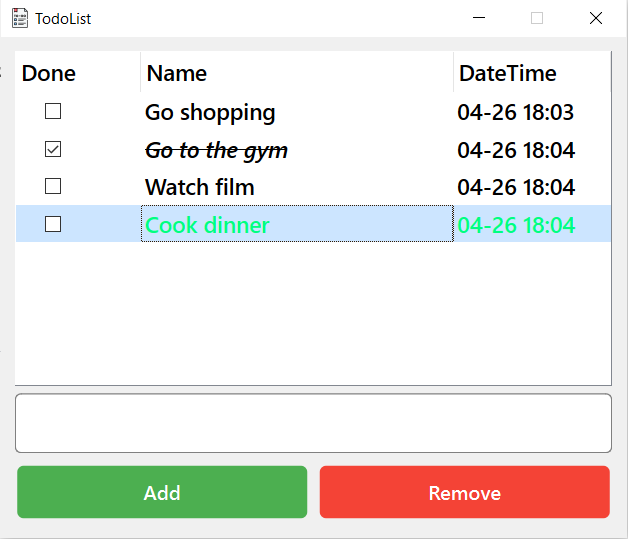 TodoList
Done Name DateTime
Go shopping 04-26 18:03
Go to the gym 04-26 18:04
Watch film 04-26 18:04
Cook dinner 04-26 18:04
Add Remove